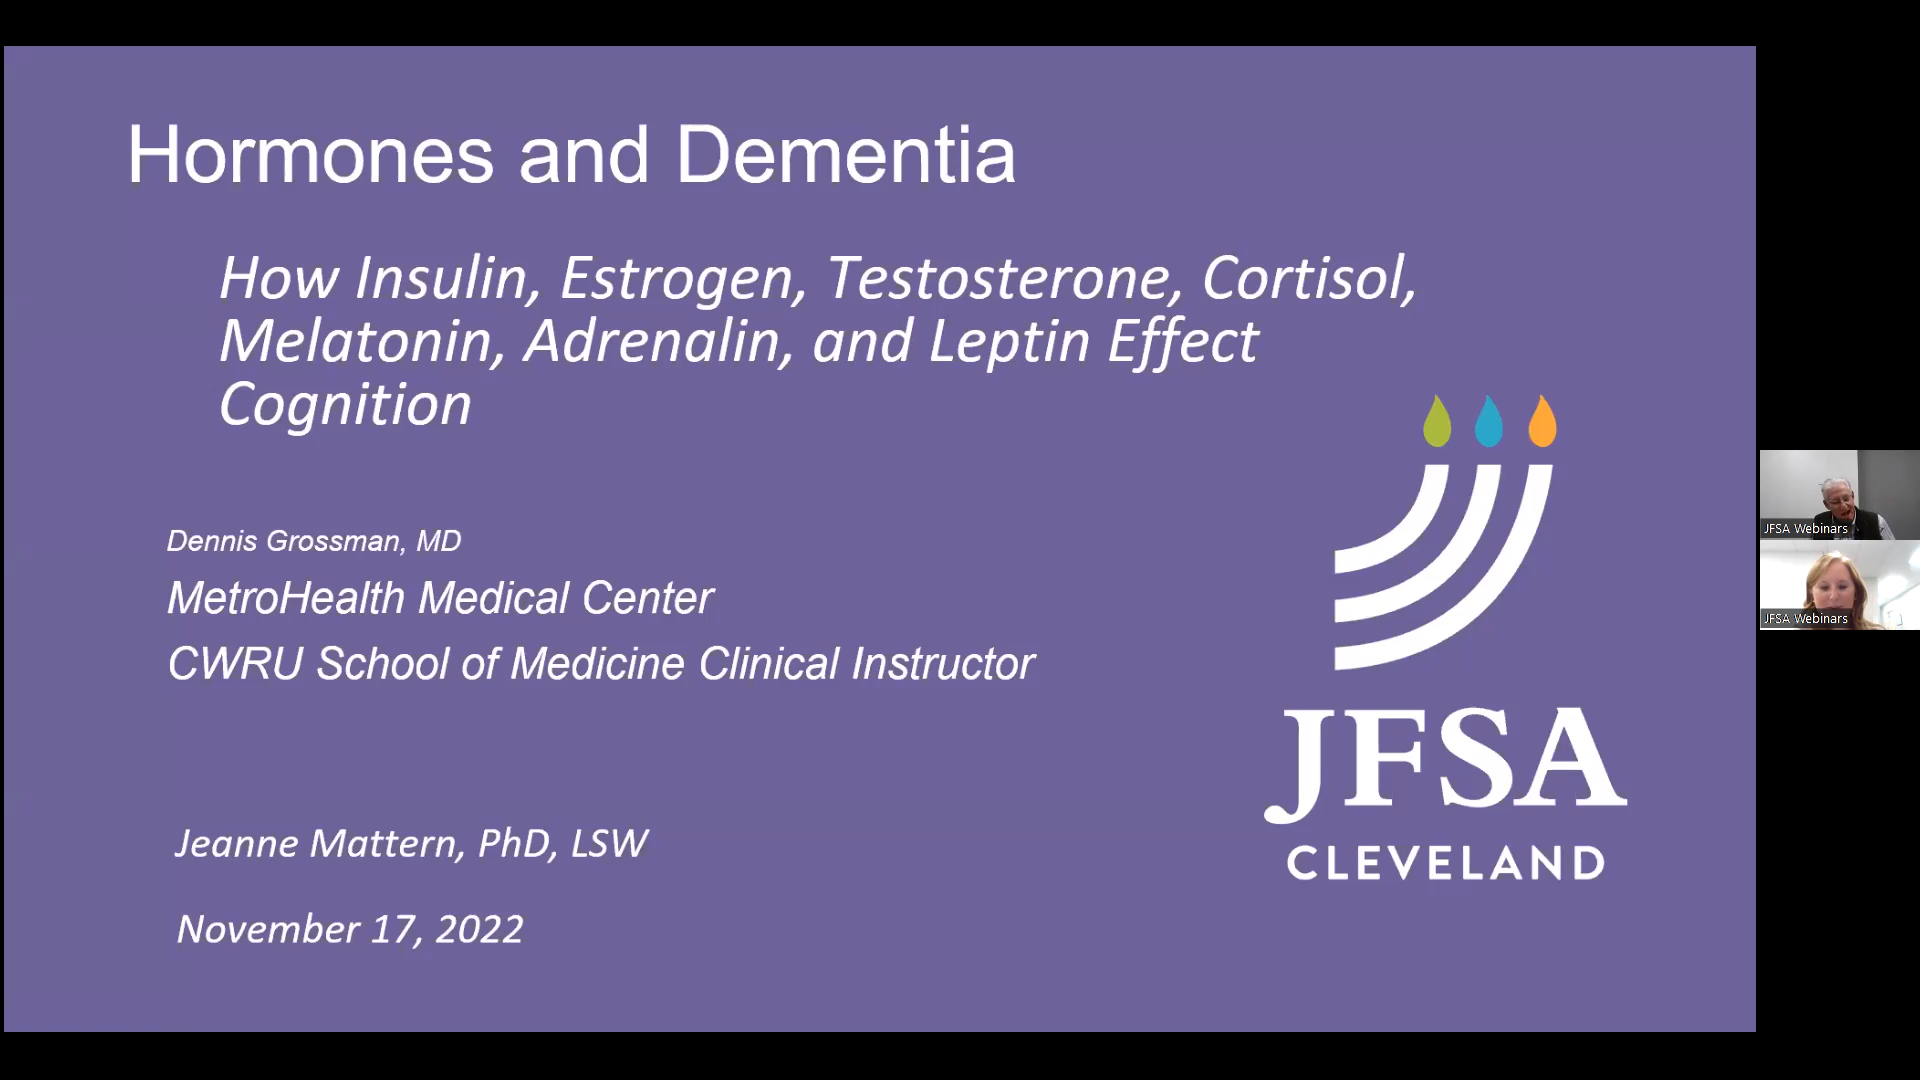 Hormones and Dementia
How Insulin, Estrogen, Testosterone, Cortisol,
Melatonin, Adrenalin, and Leptin Effect
Cognition
Dennis Grossman, MD
MetroHealth Medical Center
CWRU School of Medicine Clinical Instructor
Jeanne Mattern, PhD, LSW
November 17, 2022
JFSA
CLEVELAND
JFSA Webinars
JFSA Webinars